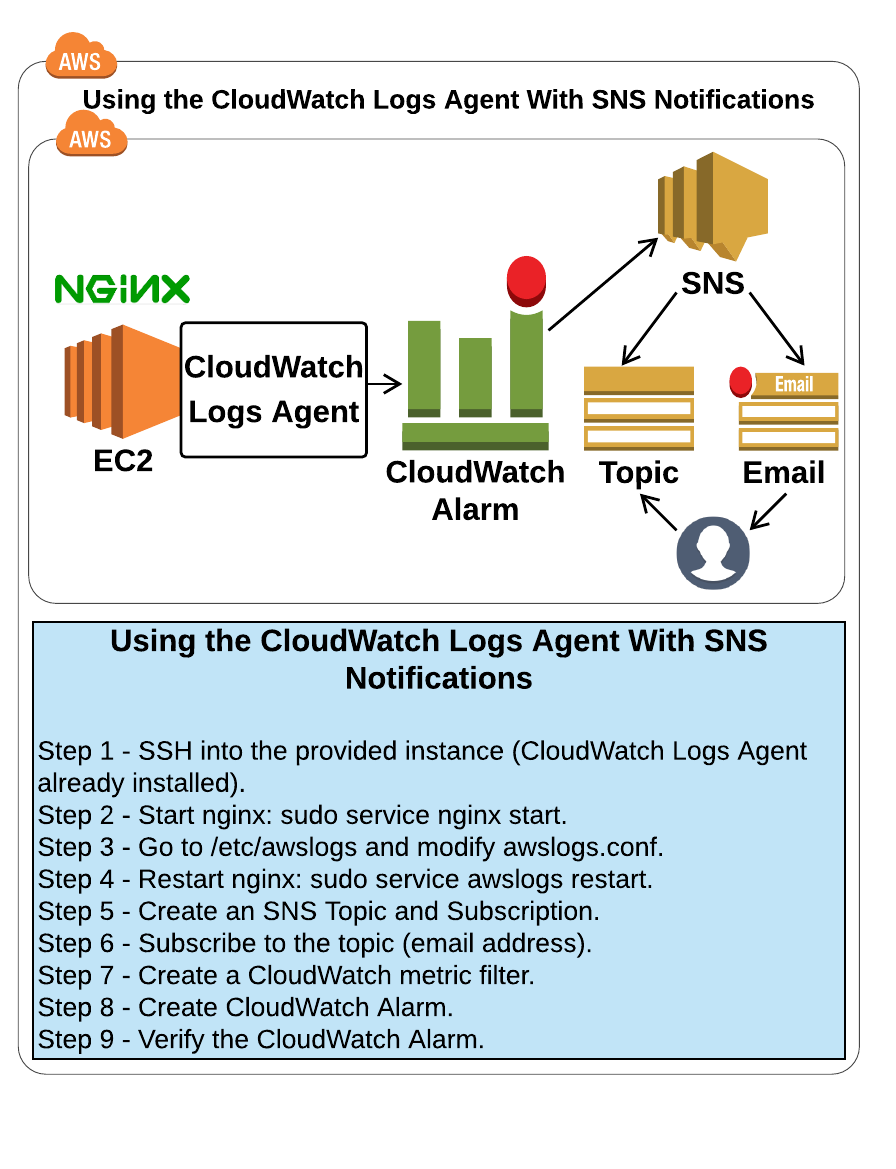 AWS
Using the CloudWatch Logs Agent With SNS Notifications
AWS
NGiNX
SNS
CloudWatch
Logs Agent
Email
EC2
CloudWatch
Alarm
Topic
Email
Using the CloudWatch Logs Agent With SNS
Notifications
Step 1 - SSH into the provided instance (CloudWatch Logs Agent
already installed).
Step 2 - Start nginx: sudo service nginx start.
Step 3 - Go to /etc/awslogs and modify awslogs.conf.
Step 4 - Restart nginx: sudo service awslogs restart.
Step 5 - Create an SNS Topic and Subscription.
Step 6 - Subscribe to the topic (email address).
Step 7 - Create a CloudWatch metric filter.
Step 8 - Create CloudWatch Alarm.
Step 9 - Verify the CloudWatch Alarm.